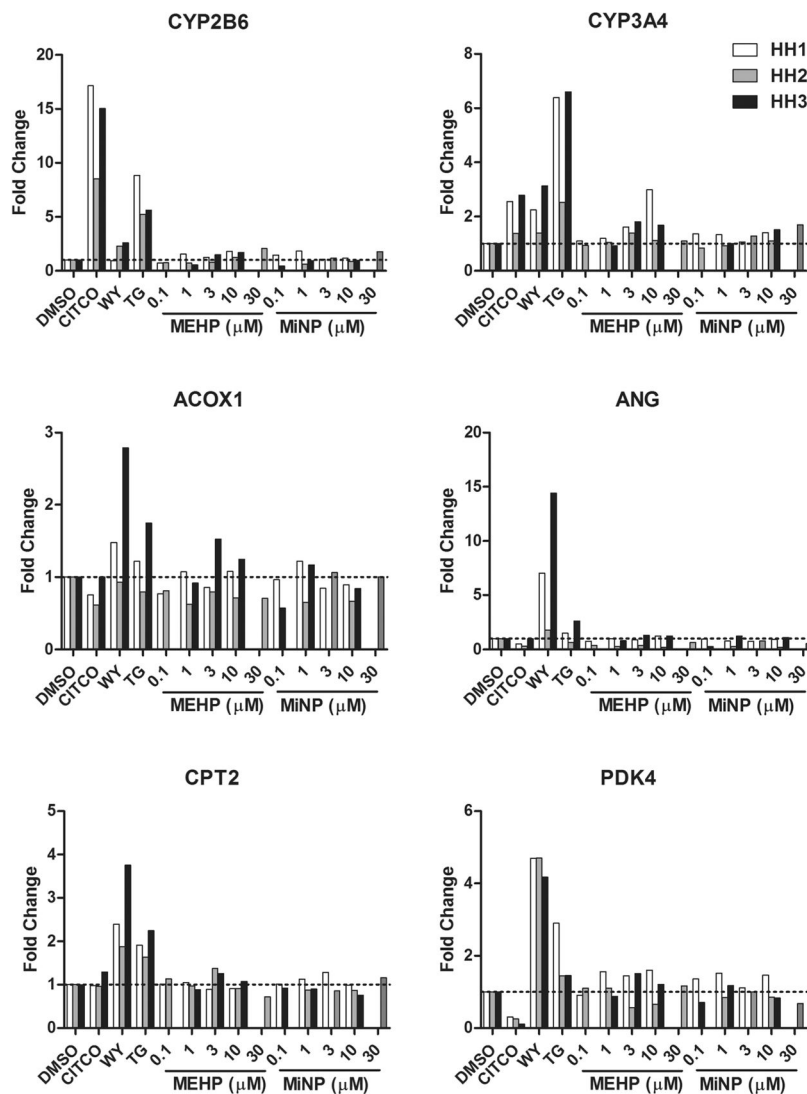 CYP2B6
20
15
10
5
0
Fold Change
DMSO
CITCO
WY
TG
0.1
1
3
10
30
0.1
1
3
10
30
MEHP (μM)
MiNP (μM)
CYP3A4
8
6
4
2
0
Fold Change
HH1
HH2
HH3
DMSO
CITCO
WY
TG
0.1
1
3
10
30
0.1
1
3
10
30
MEHP (μM)
MiNP (μM)
ACOX1
3
2
1
0
Fold Change
DMSO
CITCO
WY
TG
0.1
1
3
10
30
0.1
1
3
10
30
MEHP (μM)
MiNP (μM)
ANG
20
15
10
5
0
Fold Change
DMSO
CITCO
WY
TG
0.1
1
3
10
30
0.1
1
3
10
30
MEHP (μM)
MiNP (μM)
CPT2
5
4
3
2
1
0
Fold Change
DMSO
CITCO
WY
TG
0.1
1
3
10
30
0.1
1
3
10
30
MEHP (μM)
MiNP (μM)
PDK4
6
4
2
0
Fold Change
DMSO
CITCO
WY
TG
0.1
1
3
10
30
0.1
1
3
10
30
MEHP (μM)
MiNP (μM)